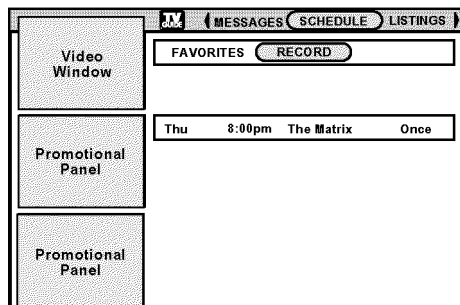 TV
GUIDE
MESSAGES SCHEDULE LISTINGS
Video
Window
FAVORITES RECORD
Thu 8:00pm The Matrix Once
Promotional
Panel
Promotional
Panel